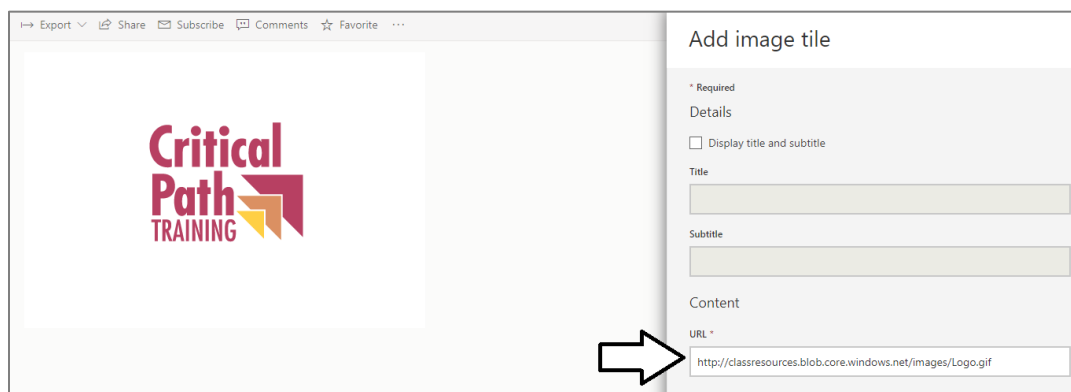 Export Share Subscribe Comments Favorite ...
Critical
Path
TRAINING
Add image tile
* Required
Details
Display title and subtitle
Title
Subtitle
Content
URL *
http://classresources.blob.core.windows.net/images/Logo.gif